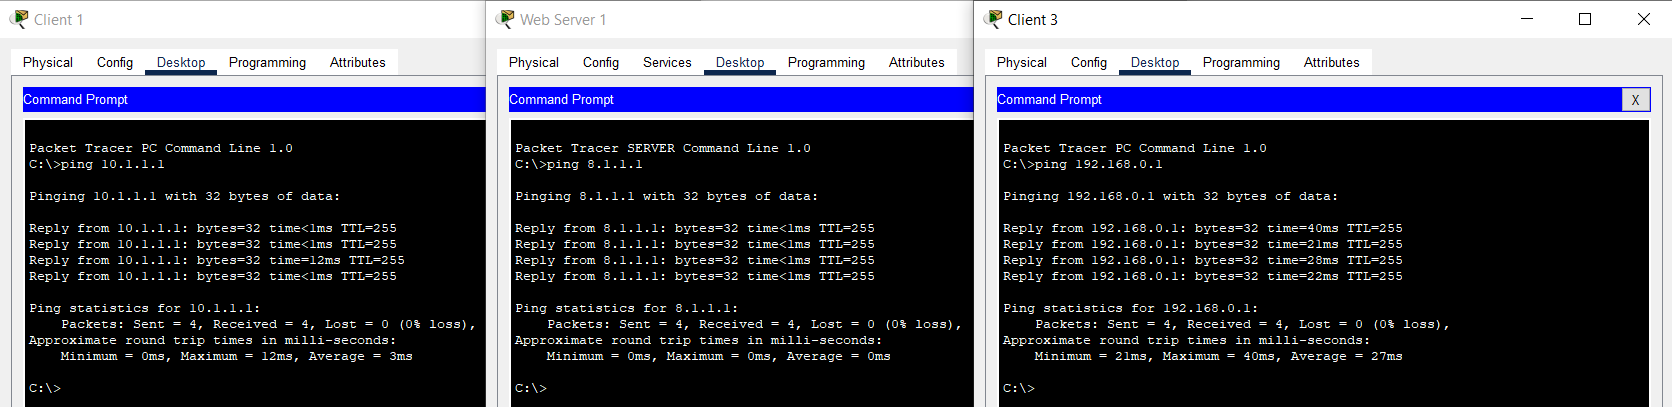 Client 1
Physical Config Desktop Programming Attributes
Command Prompt
Packet Tracer PC Command Line 1.0
C:\>ping 10.1.1.1
Pinging 10.1.1.1 with 32 bytes of data:
Reply from 10.1.1.1: bytes=32 time<1ms TTL=255
Reply from 10.1.1.1: bytes=32 time<1ms TTL=255
Reply from 10.1.1.1: bytes=32 time=12ms TTL=255
Reply from 10.1.1.1: bytes=32 time<1ms TTL=255
Ping statistics for 10.1.1.1:
Packets: Sent = 4, Received = 4, Lost = 0 (0% loss),
Approximate round trip times in milli-seconds:
Minimum = 0ms, Maximum = 12ms, Average = 3ms
C:\>
Web Server 1
Physical Config Services Desktop Programming Attributes
Command Prompt
Packet Tracer SERVER Command Line 1.0
C:\>ping 8.1.1.1
Pinging 8.1.1.1 with 32 bytes of data:
Reply from 8.1.1.1: bytes=32 time<1ms TTL=255
Reply from 8.1.1.1: bytes=32 time<1ms TTL=255
Reply from 8.1.1.1: bytes=32 time<1ms TTL=255
Reply from 8.1.1.1: bytes=32 time<1ms TTL=255
Ping statistics for 8.1.1.1:
Packets: Sent = 4, Received = 4, Lost = 0 (0% loss),
Approximate round trip times in milli-seconds:
Minimum = 0ms, Maximum = 0ms, Average = 0ms
C:\>
Client 3
Physical Config Desktop Programming Attributes
Command Prompt X
Packet Tracer PC Command Line 1.0
C:\>ping 192.168.0.1
Pinging 192.168.0.1 with 32 bytes of data:
Reply from 192.168.0.1: bytes=32 time=40ms TTL=255
Reply from 192.168.0.1: bytes=32 time=21ms TTL=255
Reply from 192.168.0.1: bytes=32 time=28ms TTL=255
Reply from 192.168.0.1: bytes=32 time=22ms TTL=255
Ping statistics for 192.168.0.1:
Packets: Sent = 4, Received = 4, Lost = 0 (0% loss),
Approximate round trip times in milli-seconds:
Minimum = 21ms, Maximum = 40ms, Average = 27ms
C:\>